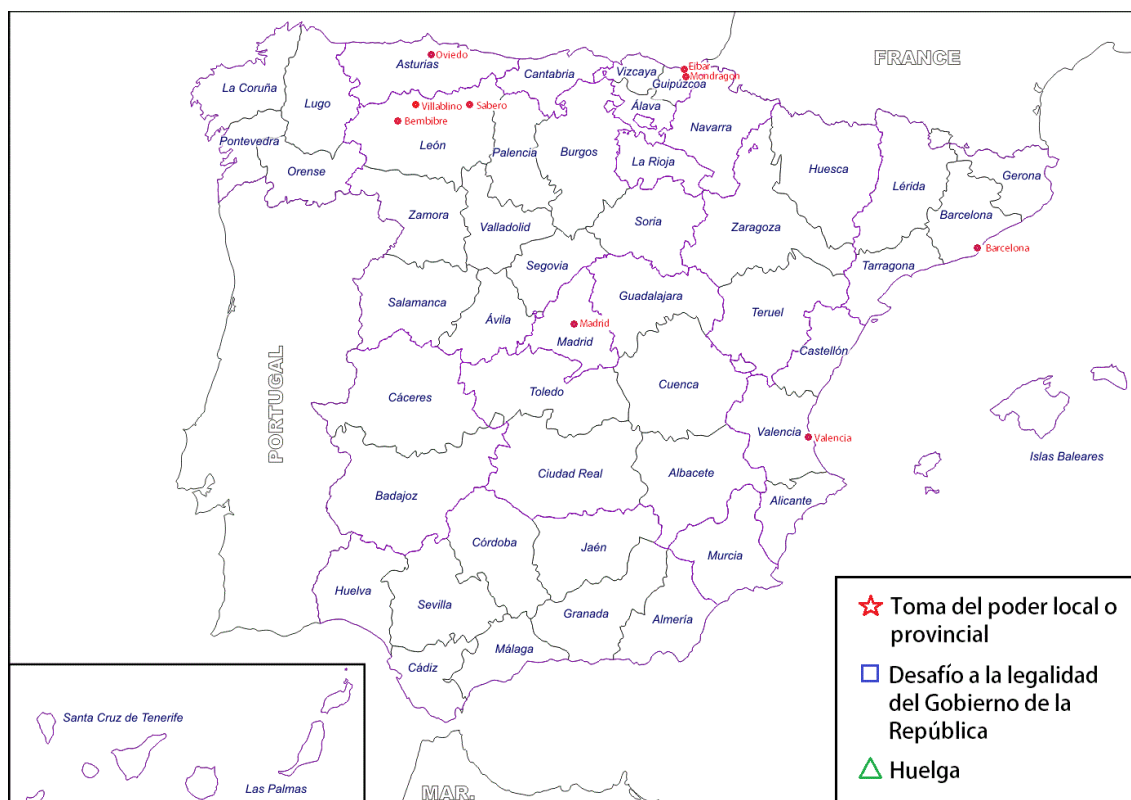 FRANCE
Oviedo
Asturias
Cantabria
Vizcaya
Eibar
Mondragon
Guipúzcoa
La Coruña
Lugo
Villablino
Sabero
Bembibre
Álava
Navarra
Pontevedra
León
Palencia
Burgos
La Rioja
Huesca
Lérida
Gerona
Orense
Zamora
Valladolid
Soria
Zaragoza
Barcelona
Barcelona
Segovia
Tarragona
Salamanca
Ávila
Guadalajara
Teruel
Madrid
Madrid
Castellón
PORTUGAL
Cáceres
Toledo
Cuenca
Valencia
Valencia
Islas Baleares
Badajoz
Ciudad Real
Albacete
Alicante
Córdoba
Jaén
Murcia
Huelva
Sevilla
Granada
Almería
Málaga
Cádiz
Santa Cruz de Tenerife
Las Palmas
MAR.
Toma del poder local o
provincial
Desafío a la legalidad
del Gobierno de la
República
Huelga